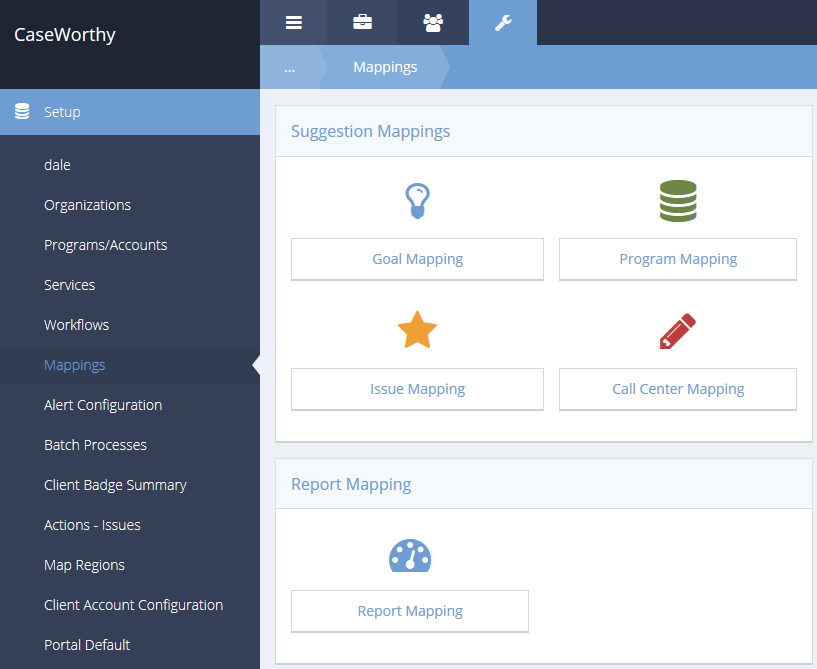 CaseWorthy
... Mappings
Setup
dale
Organizations
Programs/Accounts
Services
Workflows
Mappings
Alert Configuration
Batch Processes
Client Badge Summary
Actions - Issues
Map Regions
Client Account Configuration
Portal Default
Suggestion Mappings
Goal Mapping
Program Mapping
Issue Mapping
Call Center Mapping
Report Mapping
Report Mapping